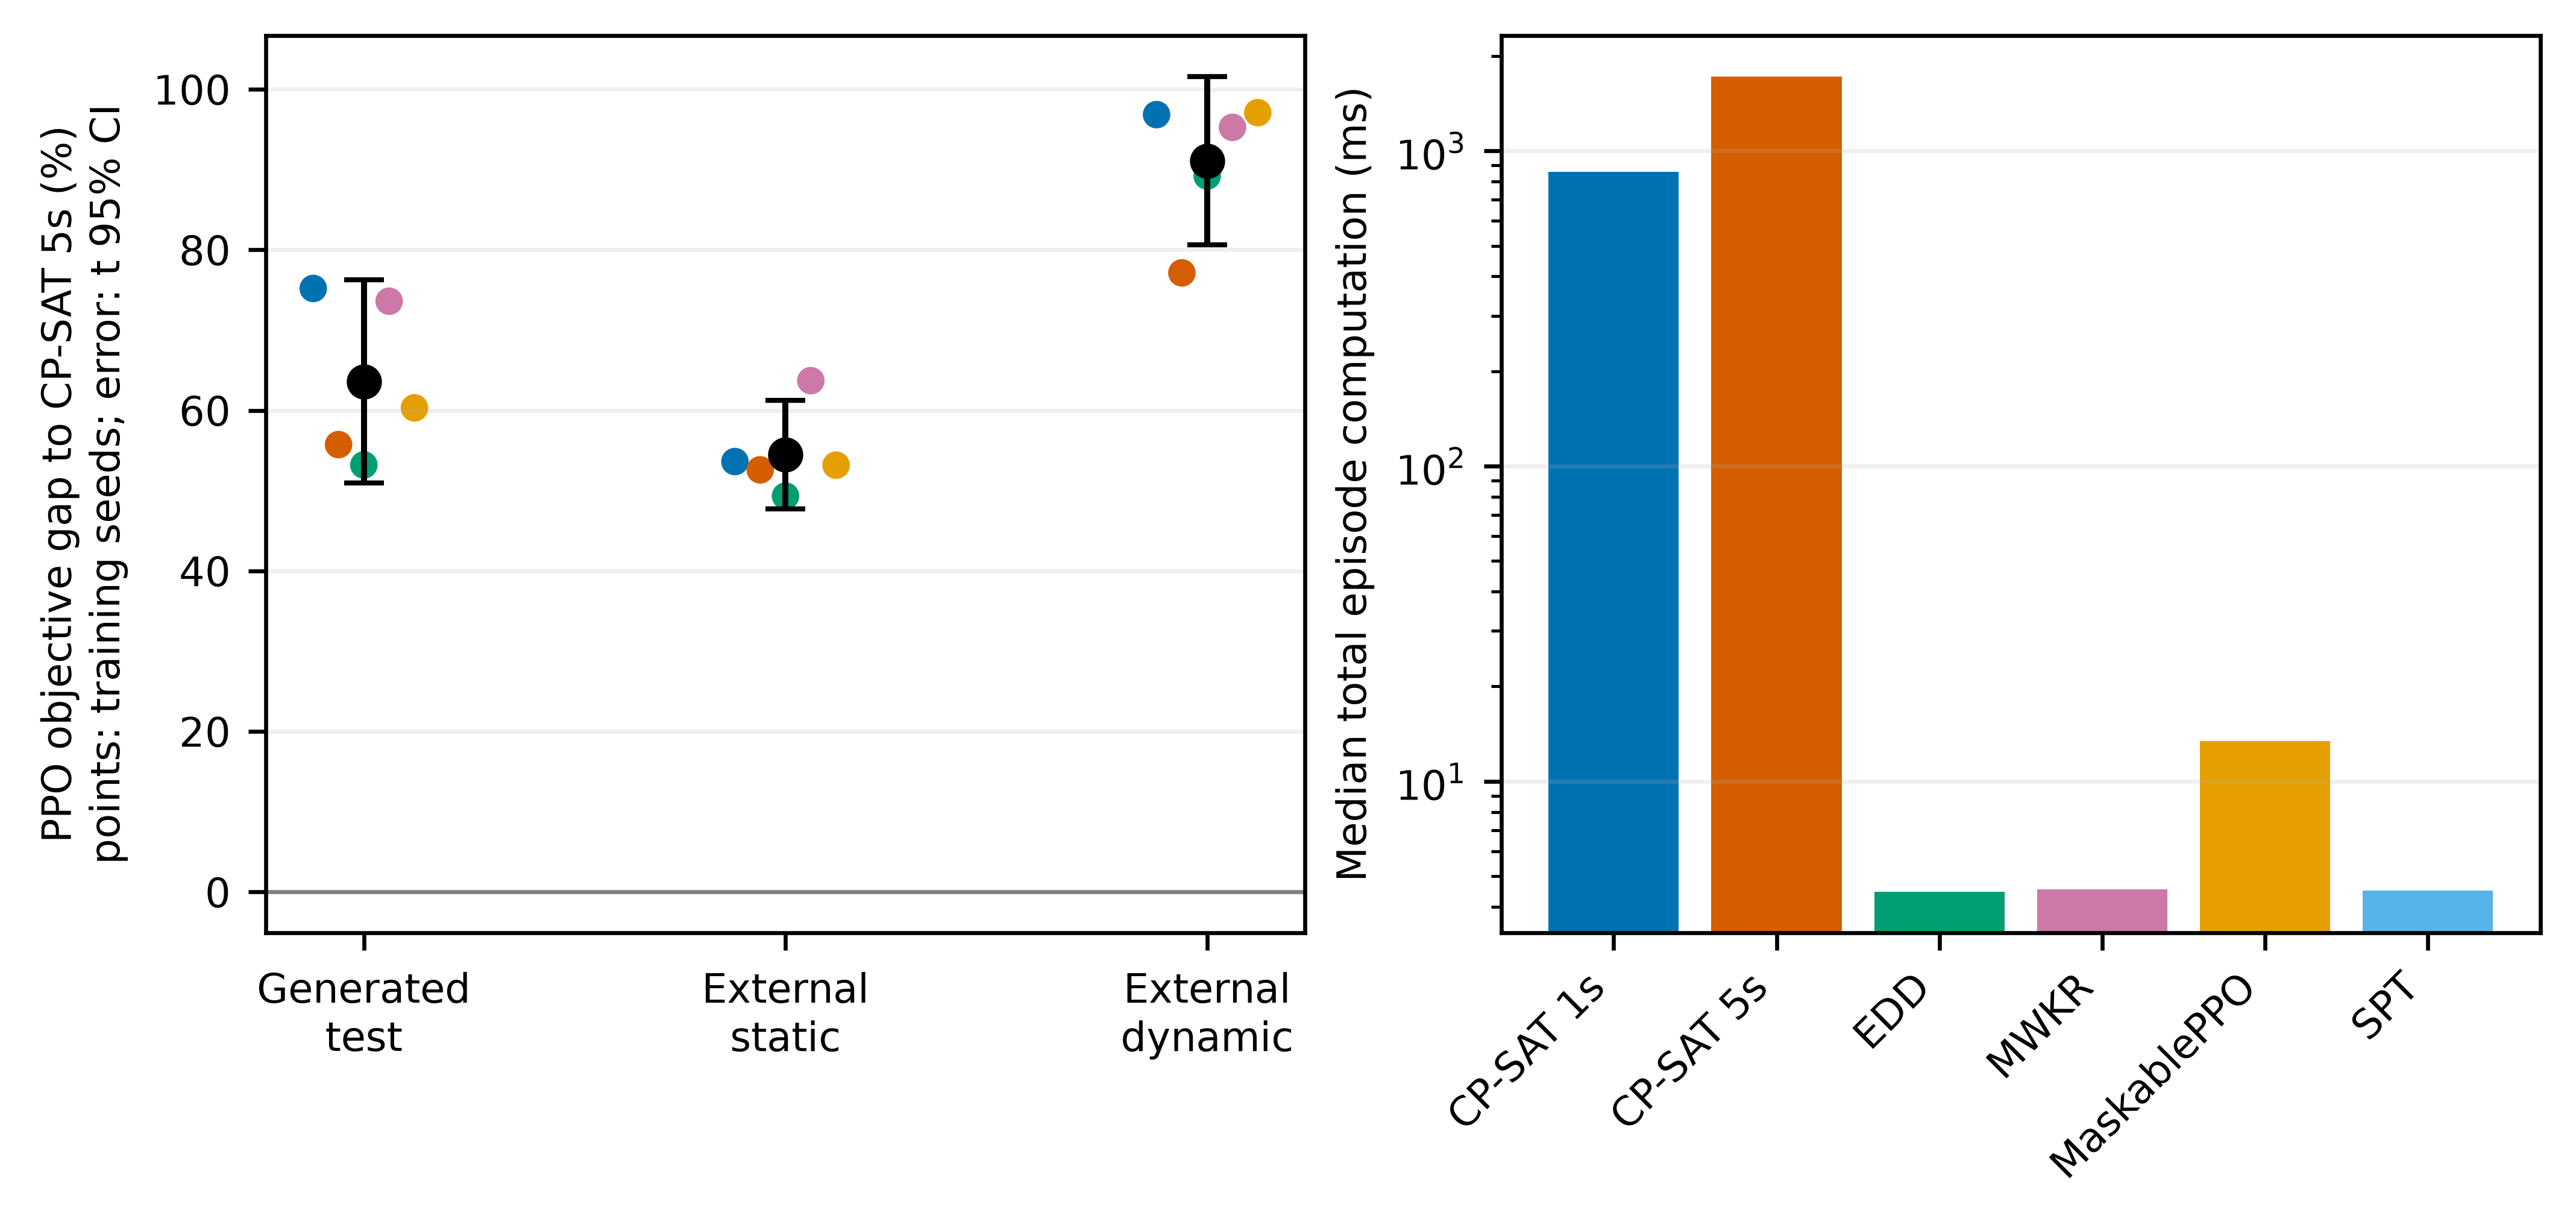 PPO objective gap to CP-SAT 5s (%)
points: training seeds; error: t 95% CI
100
80
60
40
20
0
Generated
test
External
static
External
dynamic
Median total episode computation (ms)
10³
10²
10¹
CP-SAT 1s
CP-SAT 5s
EDD
MWKR
MaskablePPO
SPT